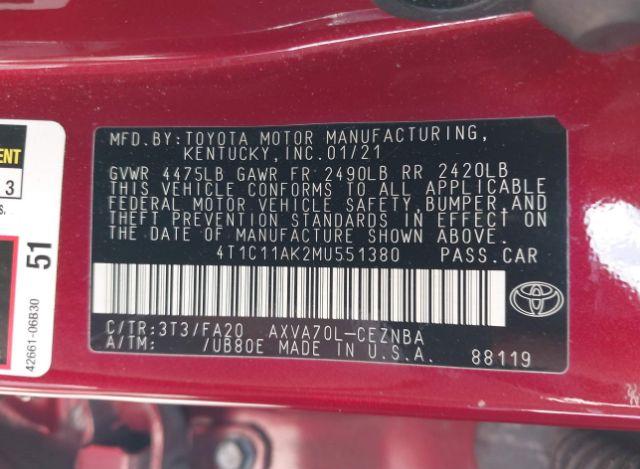 MFD.BY:TOYOTA MOTOR MANUFACTURING,
KENTUCKY,INC.01/21
GVWR 4475LB GAWR FR 2490LB RR 2420LB
THIS VEHICLE CONFORMS TO ALL APPLICABLE
FEDERAL MOTOR VEHICLE SAFETY,BUMPER,AND
THEFT PREVENTION STANDARDS IN EFFECT ON
THE DATE OF MANUFACTURE SHOWN ABOVE.
4T1C11AK2MU551380 PASS.CAR
C/TR:3T3/FA20 AXVA70L-CEZNBA
A/TM: /UB80E MADE IN U.S.A. 88119
ENT
3
s.
51
42661-06B30